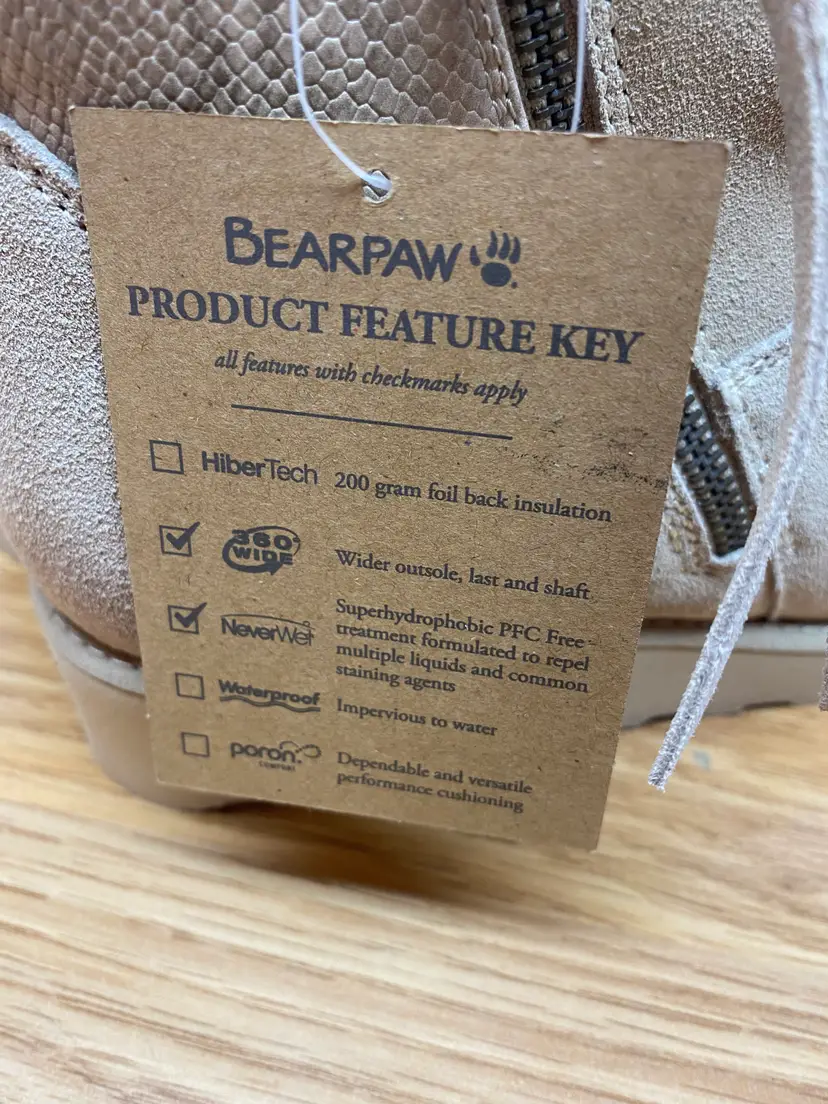 BEARPAW
PRODUCT FEATURE KEY
all features with checkmarks apply
HiberTech 200 gram foil back insulation
360° WIDE Wider outsole, last and shaft
NeverWet Superhydrophobic PFC Free
treatment formulated to repel
multiple liquids and common
staining agents
Waterproof Impervious to water
poron. COMFORT Dependable and versatile
performance cushioning